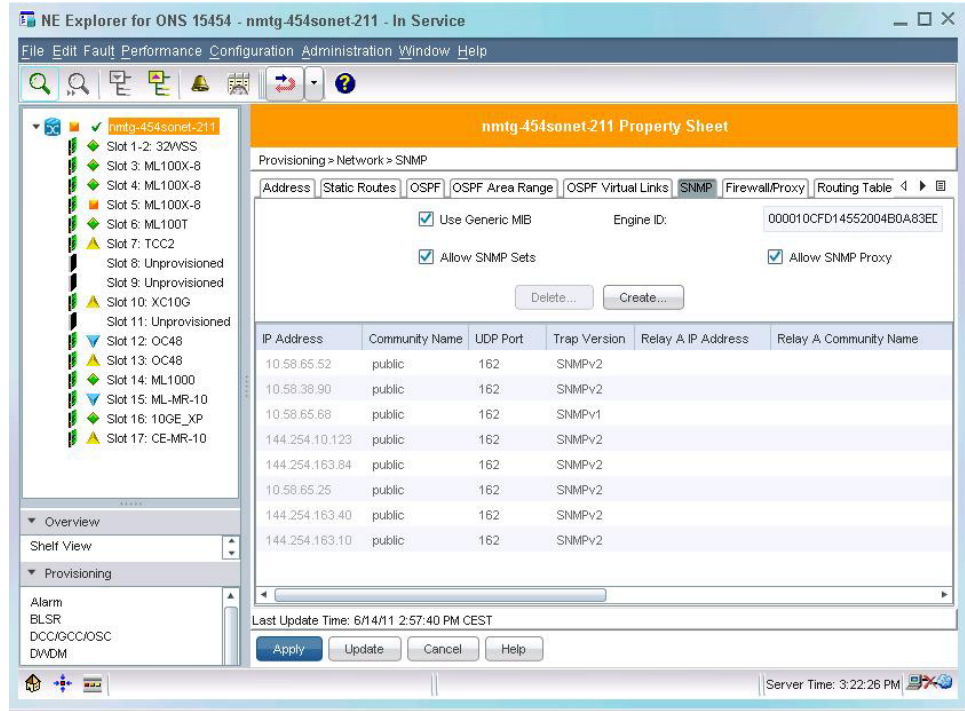 NE Explorer for ONS 15454 - nmtg-454sonet-211 - In Service
File Edit Fault Performance Configuration Administration Window Help
nmtg-454sonet-211
Slot 1-2: 32WSS
Slot 3: ML100X-8
Slot 4: ML100X-8
Slot 5: ML100X-8
Slot 6: ML100T
Slot 7: TCC2
Slot 8: Unprovisioned
Slot 9: Unprovisioned
Slot 10: XC10G
Slot 11: Unprovisioned
Slot 12: OC48
Slot 13: OC48
Slot 14: ML1000
Slot 15: ML-MR-10
Slot 16: 10GE_XP
Slot 17: CE-MR-10
Overview
Shelf View
Provisioning
Alarm
BLSR
DCC/GCC/OSC
DWDM
nmtg-454sonet-211 Property Sheet
Provisioning > Network > SNMP
Address Static Routes OSPF OSPF Area Range OSPF Virtual Links SNMP Firewall/Proxy Routing Table
Use Generic MIB Engine ID: 000010CFD14552004B0A83ED
Allow SNMP Sets Allow SNMP Proxy
Delete... Create...
IP Address Community Name UDP Port Trap Version Relay A IP Address Relay A Community Name
10.58.65.52 public 162 SNMPv2
10.58.38.90 public 162 SNMPv2
10.58.65.68 public 162 SNMPv1
144.254.10.123 public 162 SNMPv2
144.254.163.84 public 162 SNMPv2
10.58.65.25 public 162 SNMPv2
144.254.163.40 public 162 SNMPv2
144.254.163.10 public 162 SNMPv2
Last Update Time: 6/14/11 2:57:40 PM CEST
Apply Update Cancel Help
Server Time: 3:22:26 PM